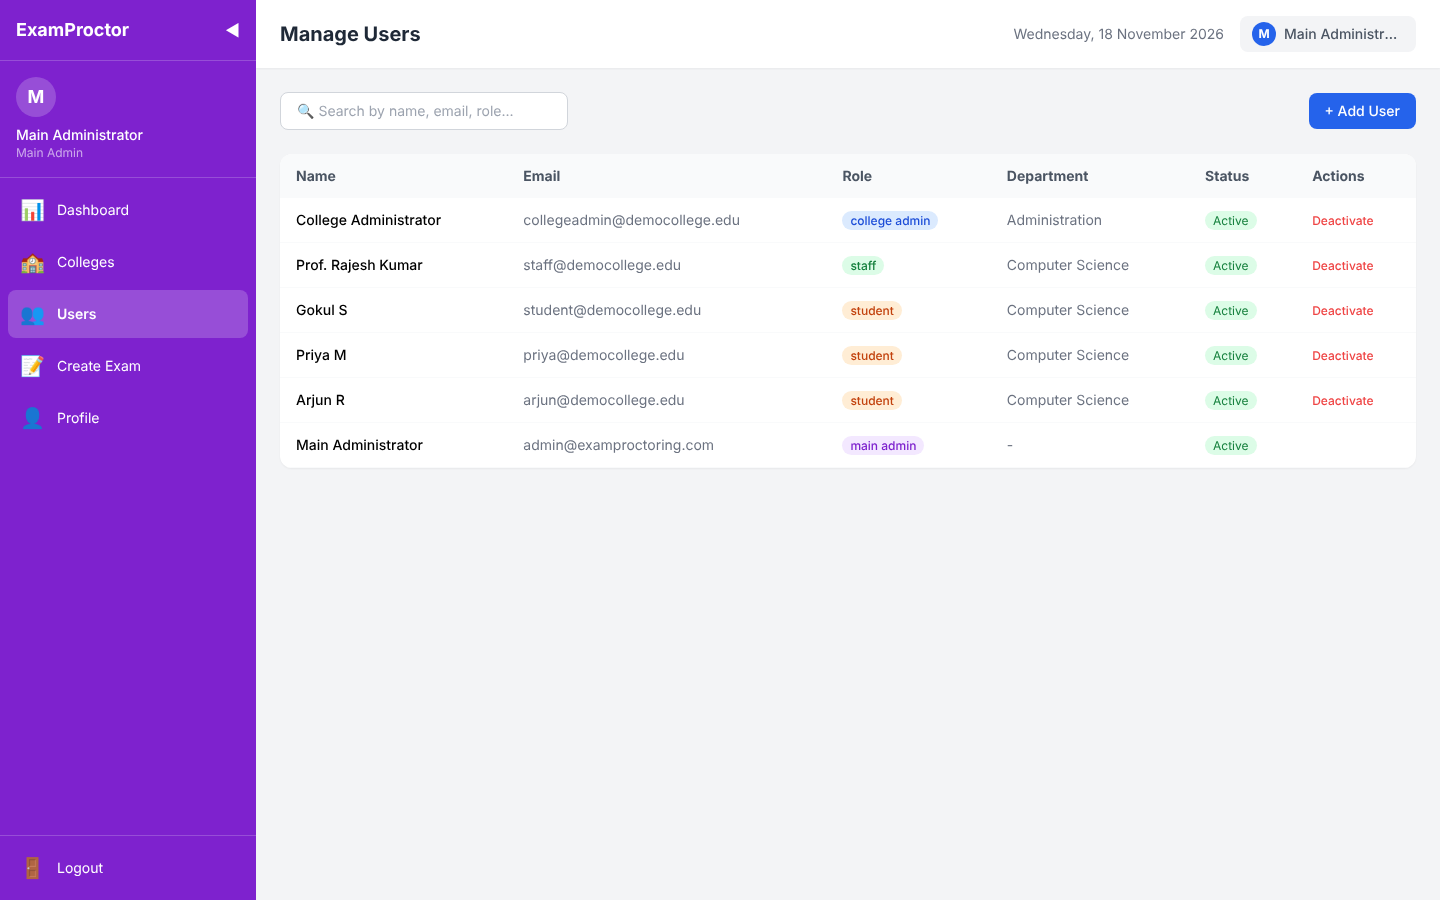 ExamProctor
M
Main Administrator
Main Admin
Dashboard
Colleges
Users
Create Exam
Profile
Logout
Manage Users
Wednesday, 18 November 2026
M Main Administr...
Search by name, email, role...
+ Add User
Name Email Role Department Status Actions
College Administrator collegeadmin@democollege.edu college admin Administration Active Deactivate
Prof. Rajesh Kumar staff@democollege.edu staff Computer Science Active Deactivate
Gokul S student@democollege.edu student Computer Science Active Deactivate
Priya M priya@democollege.edu student Computer Science Active Deactivate
Arjun R arjun@democollege.edu student Computer Science Active Deactivate
Main Administrator admin@examproctoring.com main admin - Active